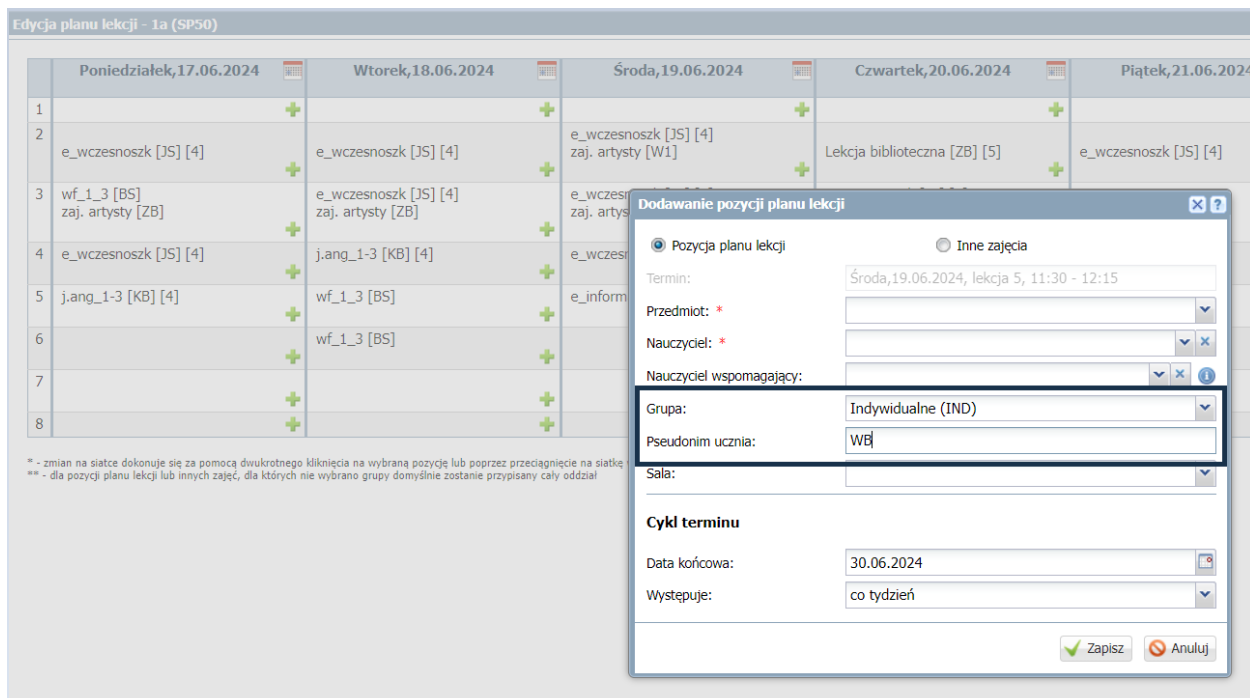 Edycja planu lekcji - 1a (SP50)
Poniedziałek,17.06.2024 Wtorek,18.06.2024 Środa,19.06.2024 Czwartek,20.06.2024 Piątek,21.06.2024
1
2
e_wczesnoszk [JS] [4]
e_wczesnoszk [JS] [4]
e_wczesnoszk [JS] [4]
zaj. artysty [W1]
Lekcja biblioteczna [ZB] [5]
e_wczesnoszk [JS] [4]
3
wf_1_3 [BS]
zaj. artysty [ZB]
e_wczesnoszk [JS] [4]
zaj. artysty [ZB]
e_wczesr
zaj. artys
4
e_wczesnoszk [JS] [4]
j.ang_1-3 [KB] [4]
e_wczesr
5
j.ang_1-3 [KB] [4]
wf_1_3 [BS]
e_inform
6
wf_1_3 [BS]
7
8
* - zmian na siatce dokonuje się za pomocą dwukrotnego kliknięcia na wybraną pozycję lub poprzez przeciągnięcie na siatkę
** - dla pozycji planu lekcji lub innych zajęć, dla których nie wybrano grupy domyślnie zostanie przypisany cały oddział
Dodawanie pozycji planu lekcji
Pozycja planu lekcji Inne zajęcia
Termin: Środa,19.06.2024, lekcja 5, 11:30 - 12:15
Przedmiot: *
Nauczyciel: *
Nauczyciel wspomagający:
Grupa: Indywidualne (IND)
Pseudonim ucznia: WB
Sala:
Cykl terminu
Data końcowa: 30.06.2024
Występuje: co tydzień
Zapisz Anuluj